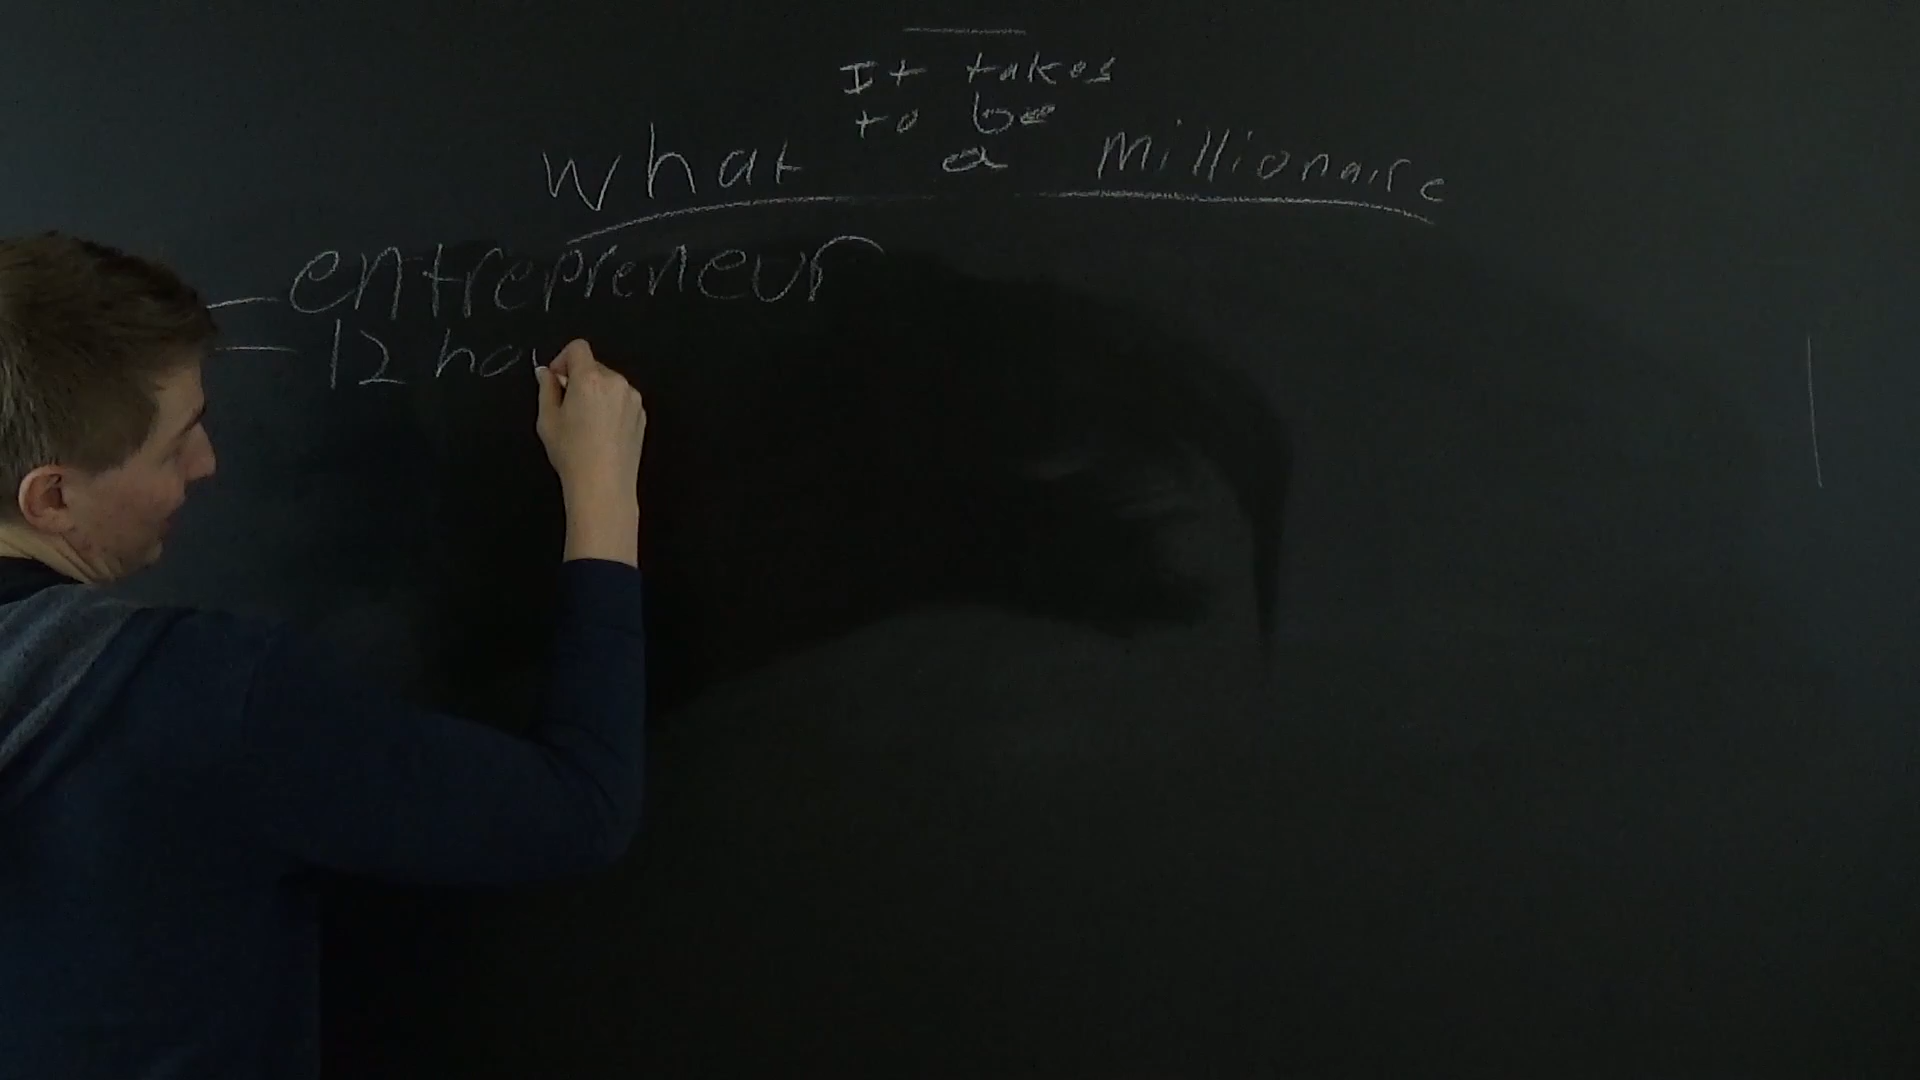 It takes
to be
What a Millionaire
- entrepreneur
- 12 hou